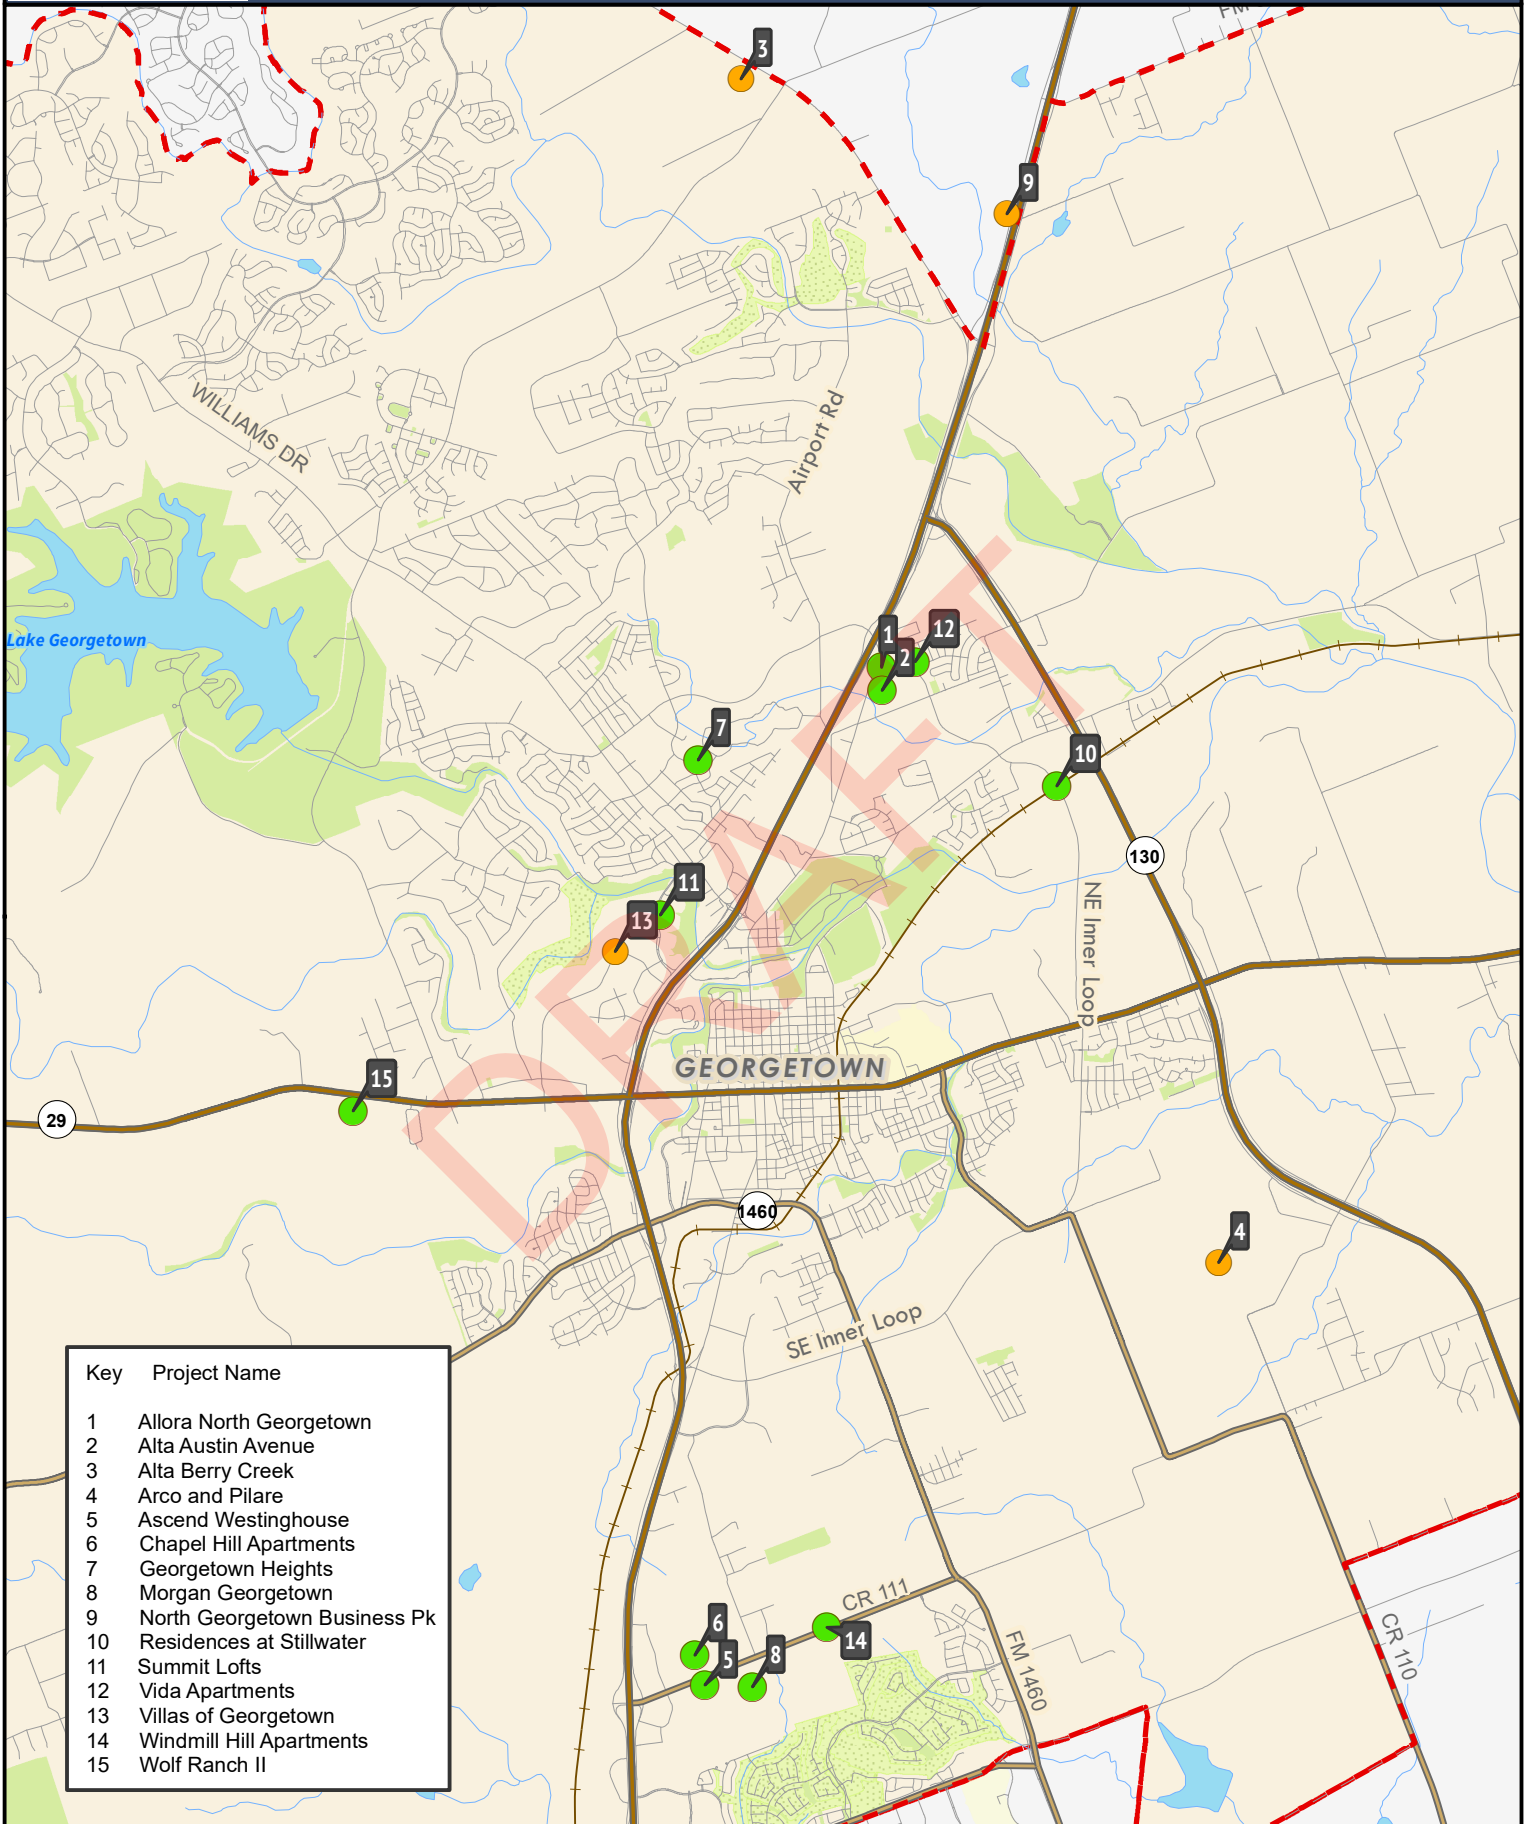 FM
3
9
WILLIAMS DR
Airport Rd
Lake Georgetown
1
12
2
7
10
130
11
13
NE Inner Loop
GEORGETOWN
15
29
1460
4
SE Inner Loop
DRAFT
Key Project Name
1 Allora North Georgetown
2 Alta Austin Avenue
3 Alta Berry Creek
4 Arco and Pilare
5 Ascend Westinghouse
6 Chapel Hill Apartments
7 Georgetown Heights
8 Morgan Georgetown
9 North Georgetown Business Pk
10 Residences at Stillwater
11 Summit Lofts
12 Vida Apartments
13 Villas of Georgetown
14 Windmill Hill Apartments
15 Wolf Ranch II
CR 111
6
14
5
8
FM 1460
CR 110